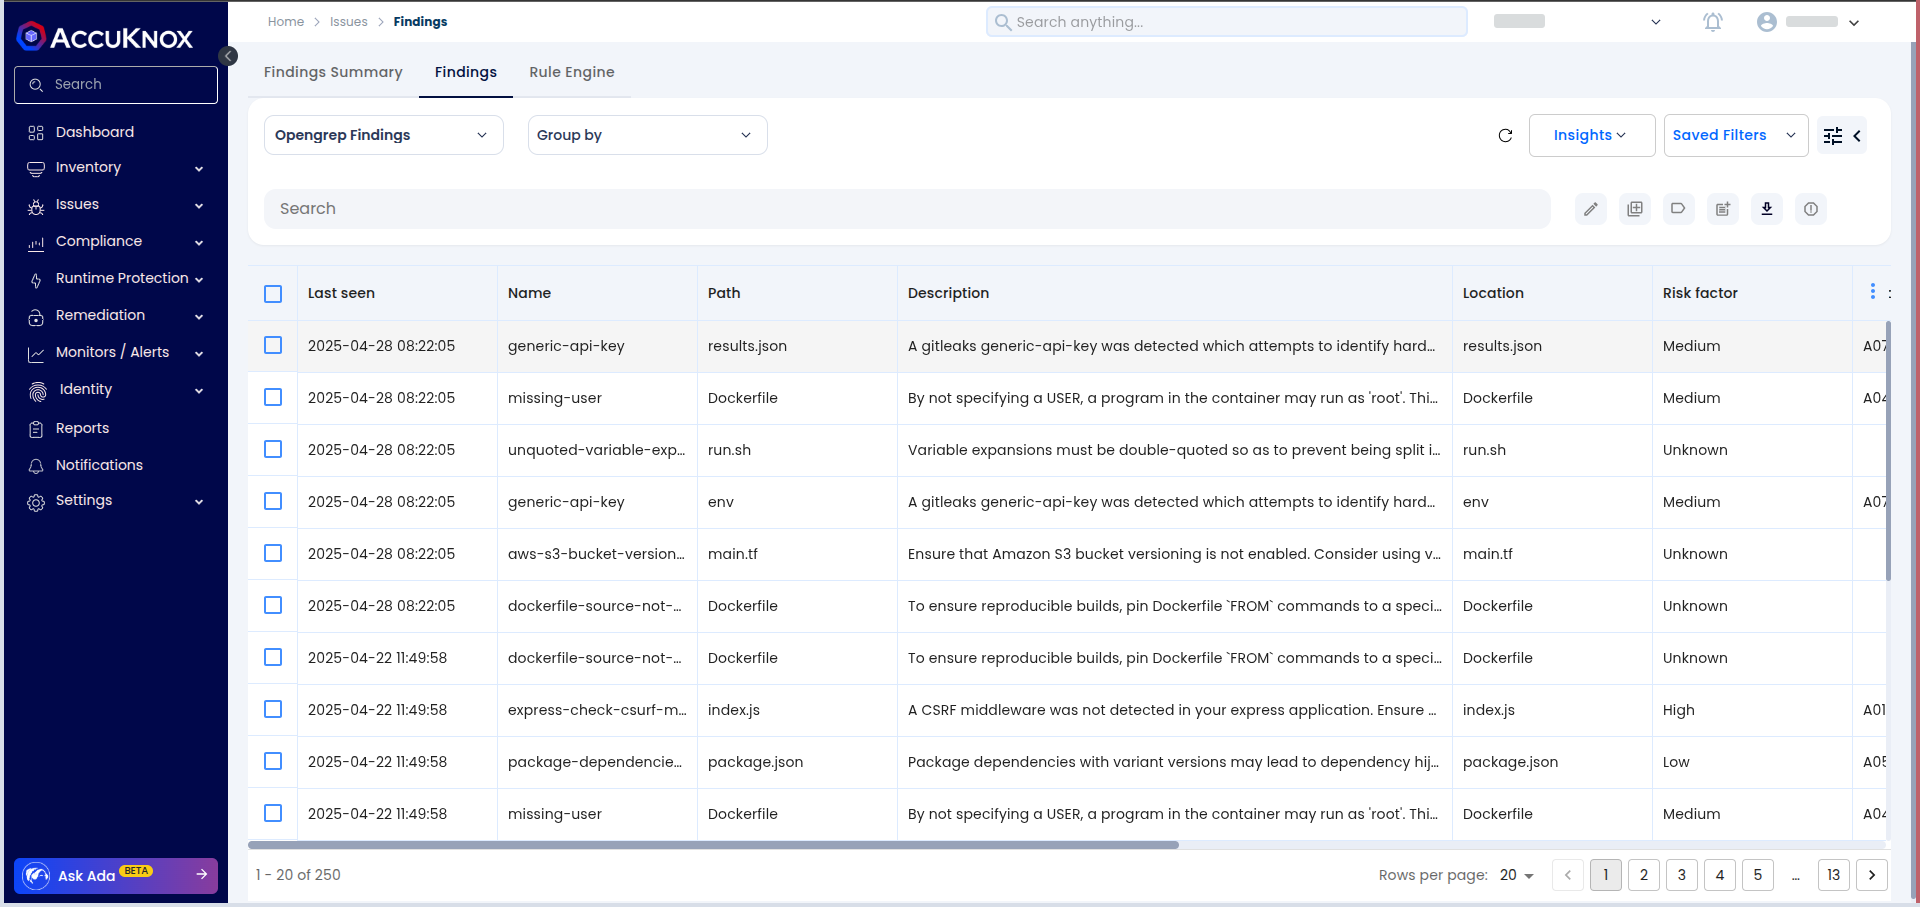 ACCUKNOX
Search
Dashboard
Inventory
Issues
Compliance
Runtime Protection
Remediation
Monitors / Alerts
Identity
Reports
Notifications
Settings
Ask Ada BETA
Home > Issues > Findings
Search anything...
Findings Summary Findings Rule Engine
Opengrep Findings Group by Insights Saved Filters
Search
Last seen Name Path Description Location Risk factor
2025-04-28 08:22:05 generic-api-key results.json A gitleaks generic-api-key was detected which attempts to identify hard... results.json Medium A07
2025-04-28 08:22:05 missing-user Dockerfile By not specifying a USER, a program in the container may run as 'root'. Thi... Dockerfile Medium A04
2025-04-28 08:22:05 unquoted-variable-exp... run.sh Variable expansions must be double-quoted so as to prevent being split i... run.sh Unknown
2025-04-28 08:22:05 generic-api-key env A gitleaks generic-api-key was detected which attempts to identify hard... env Medium A07
2025-04-28 08:22:05 aws-s3-bucket-version... main.tf Ensure that Amazon S3 bucket versioning is not enabled. Consider using v... main.tf Unknown
2025-04-28 08:22:05 dockerfile-source-not-... Dockerfile To ensure reproducible builds, pin Dockerfile `FROM` commands to a speci... Dockerfile Unknown
2025-04-22 11:49:58 dockerfile-source-not-... Dockerfile To ensure reproducible builds, pin Dockerfile `FROM` commands to a speci... Dockerfile Unknown
2025-04-22 11:49:58 express-check-csurf-m... index.js A CSRF middleware was not detected in your express application. Ensure ... index.js High A01
2025-04-22 11:49:58 package-dependencie... package.json Package dependencies with variant versions may lead to dependency hij... package.json Low A05
2025-04-22 11:49:58 missing-user Dockerfile By not specifying a USER, a program in the container may run as 'root'. Thi... Dockerfile Medium A04
1 - 20 of 250 Rows per page: 20 < 1 2 3 4 5 ... 13 >